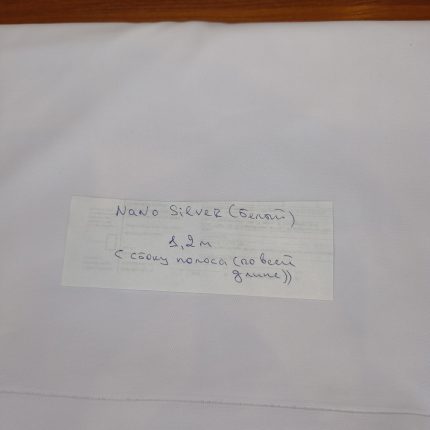 Nano Silver (белый)
1,2 м
с сбоку полоса (по всей
длине))